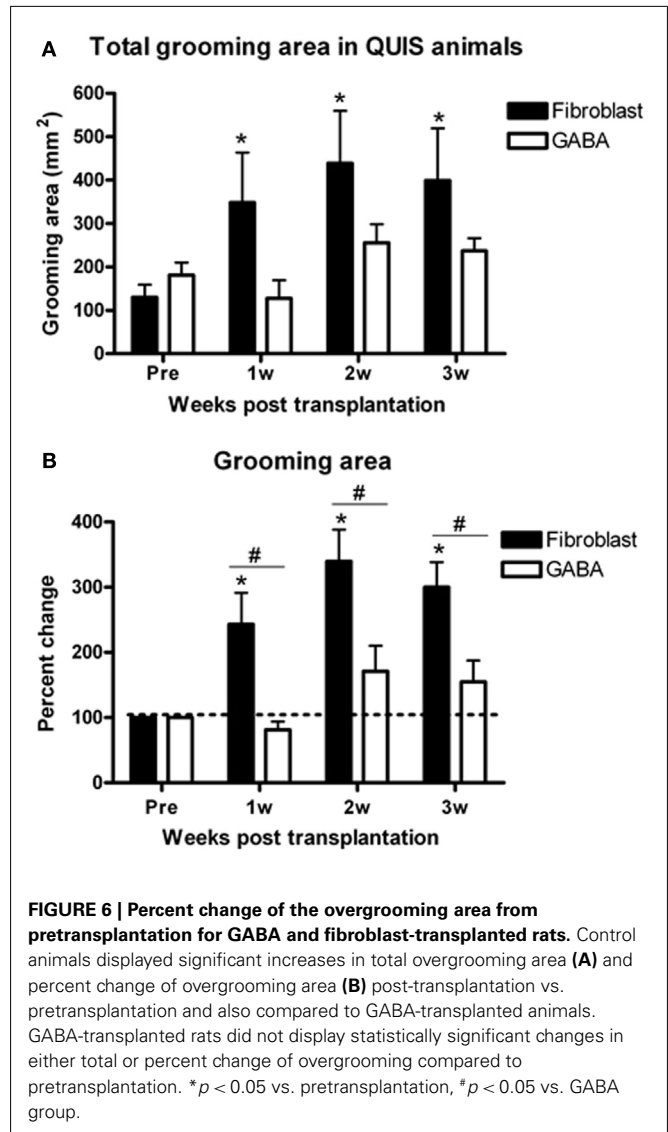 A Total grooming area in QUIS animals
600
500
400
300
200
100
0
Grooming area (mm²)
*
*
*
Fibroblast
GABA
Pre 1w 2w 3w
Weeks post transplantation
B Grooming area
400
300
200
100
0
Percent change
#
*
#
*
#
*
Fibroblast
GABA
Pre 1w 2w 3w
Weeks post transplantation
FIGURE 6 | Percent change of the overgrooming area from
pretransplantation for GABA and fibroblast-transplanted rats. Control
animals displayed significant increases in total overgrooming area (A) and
percent change of overgrooming area (B) post-transplantation vs.
pretransplantation and also compared to GABA-transplanted animals.
GABA-transplanted rats did not display statistically significant changes in
either total or percent change of overgrooming compared to
pretransplantation. *p < 0.05 vs. pretransplantation, #p < 0.05 vs. GABA
group.